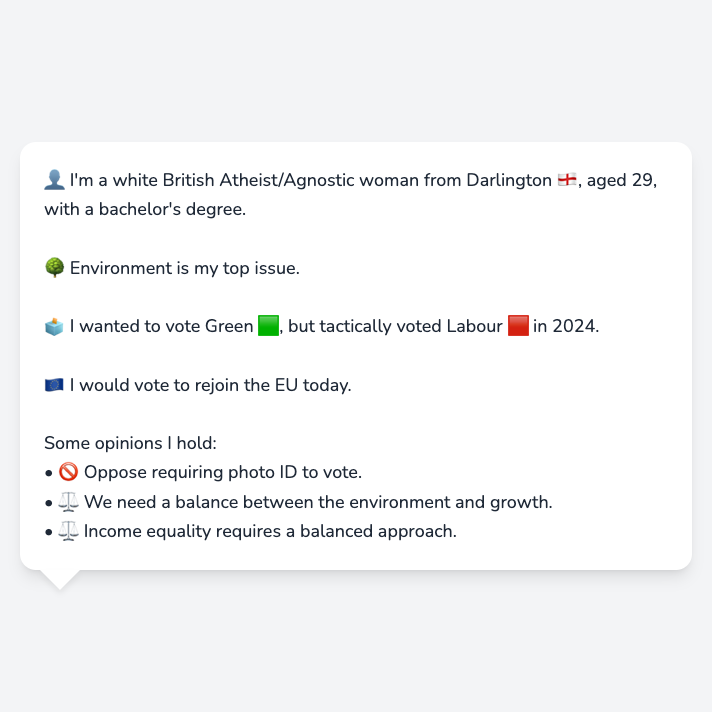 👤 I'm a white British Atheist/Agnostic woman from Darlington 🏴󠁧󠁢󠁥󠁮󠁧󠁿, aged 29,
with a bachelor's degree.
🌳 Environment is my top issue.
🗳️ I wanted to vote Green 🟩, but tactically voted Labour 🟥 in 2024.
🇪🇺 I would vote to rejoin the EU today.
Some opinions I hold:
• 🚫 Oppose requiring photo ID to vote.
• ⚖️ We need a balance between the environment and growth.
• ⚖️ Income equality requires a balanced approach.